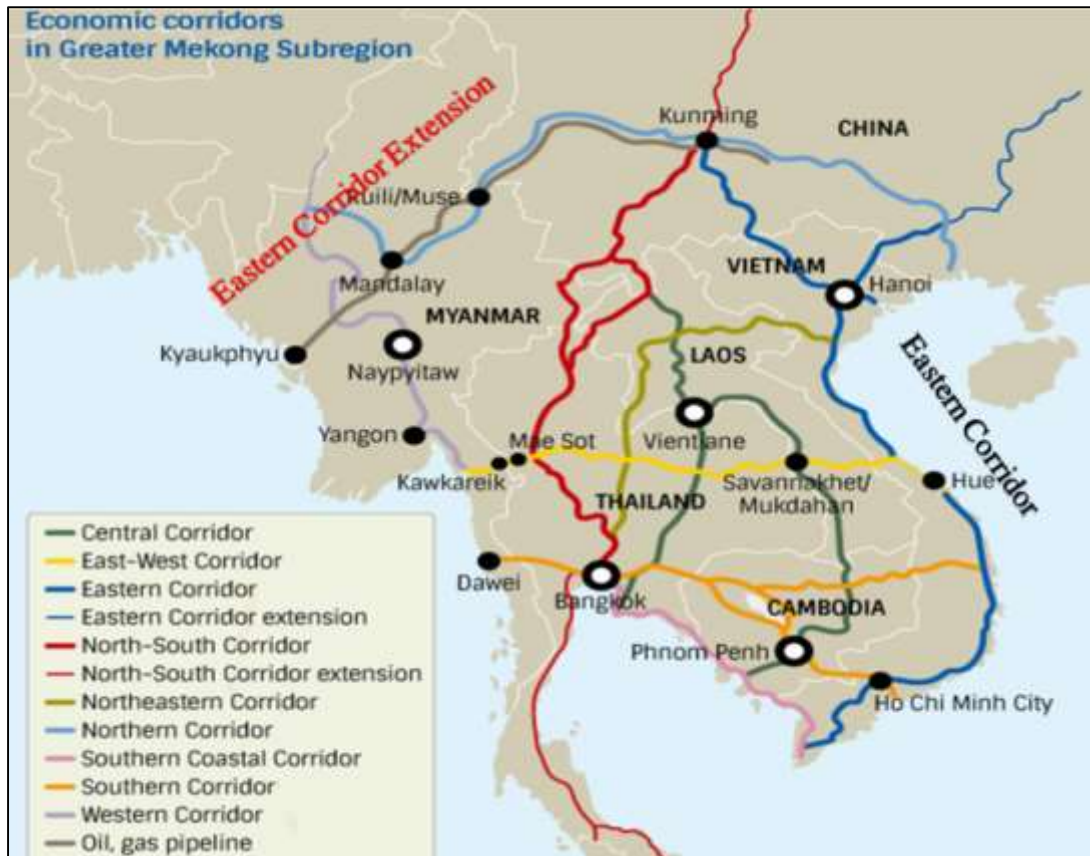 Economic corridors
in Greater Mekong Subregion
Eastern Corridor Extension
Kunming
CHINA
Ruili/Muse
Mandalay
VIETNAM
Hanoi
MYANMAR
Kyaukphyu
Naypyitaw
LAOS
Eastern Corridor
Yangon
Mae Sot
Vientiane
Kawkareik
Savannakhet/
Mukdahan
Hue
THAILAND
Dawei
Bangkok
CAMBODIA
Phnom Penh
Ho Chi Minh City
Central Corridor
East–West Corridor
Eastern Corridor
Eastern Corridor extension
North–South Corridor
North–South Corridor extension
Northeastern Corridor
Northern Corridor
Southern Coastal Corridor
Southern Corridor
Western Corridor
Oil, gas pipeline